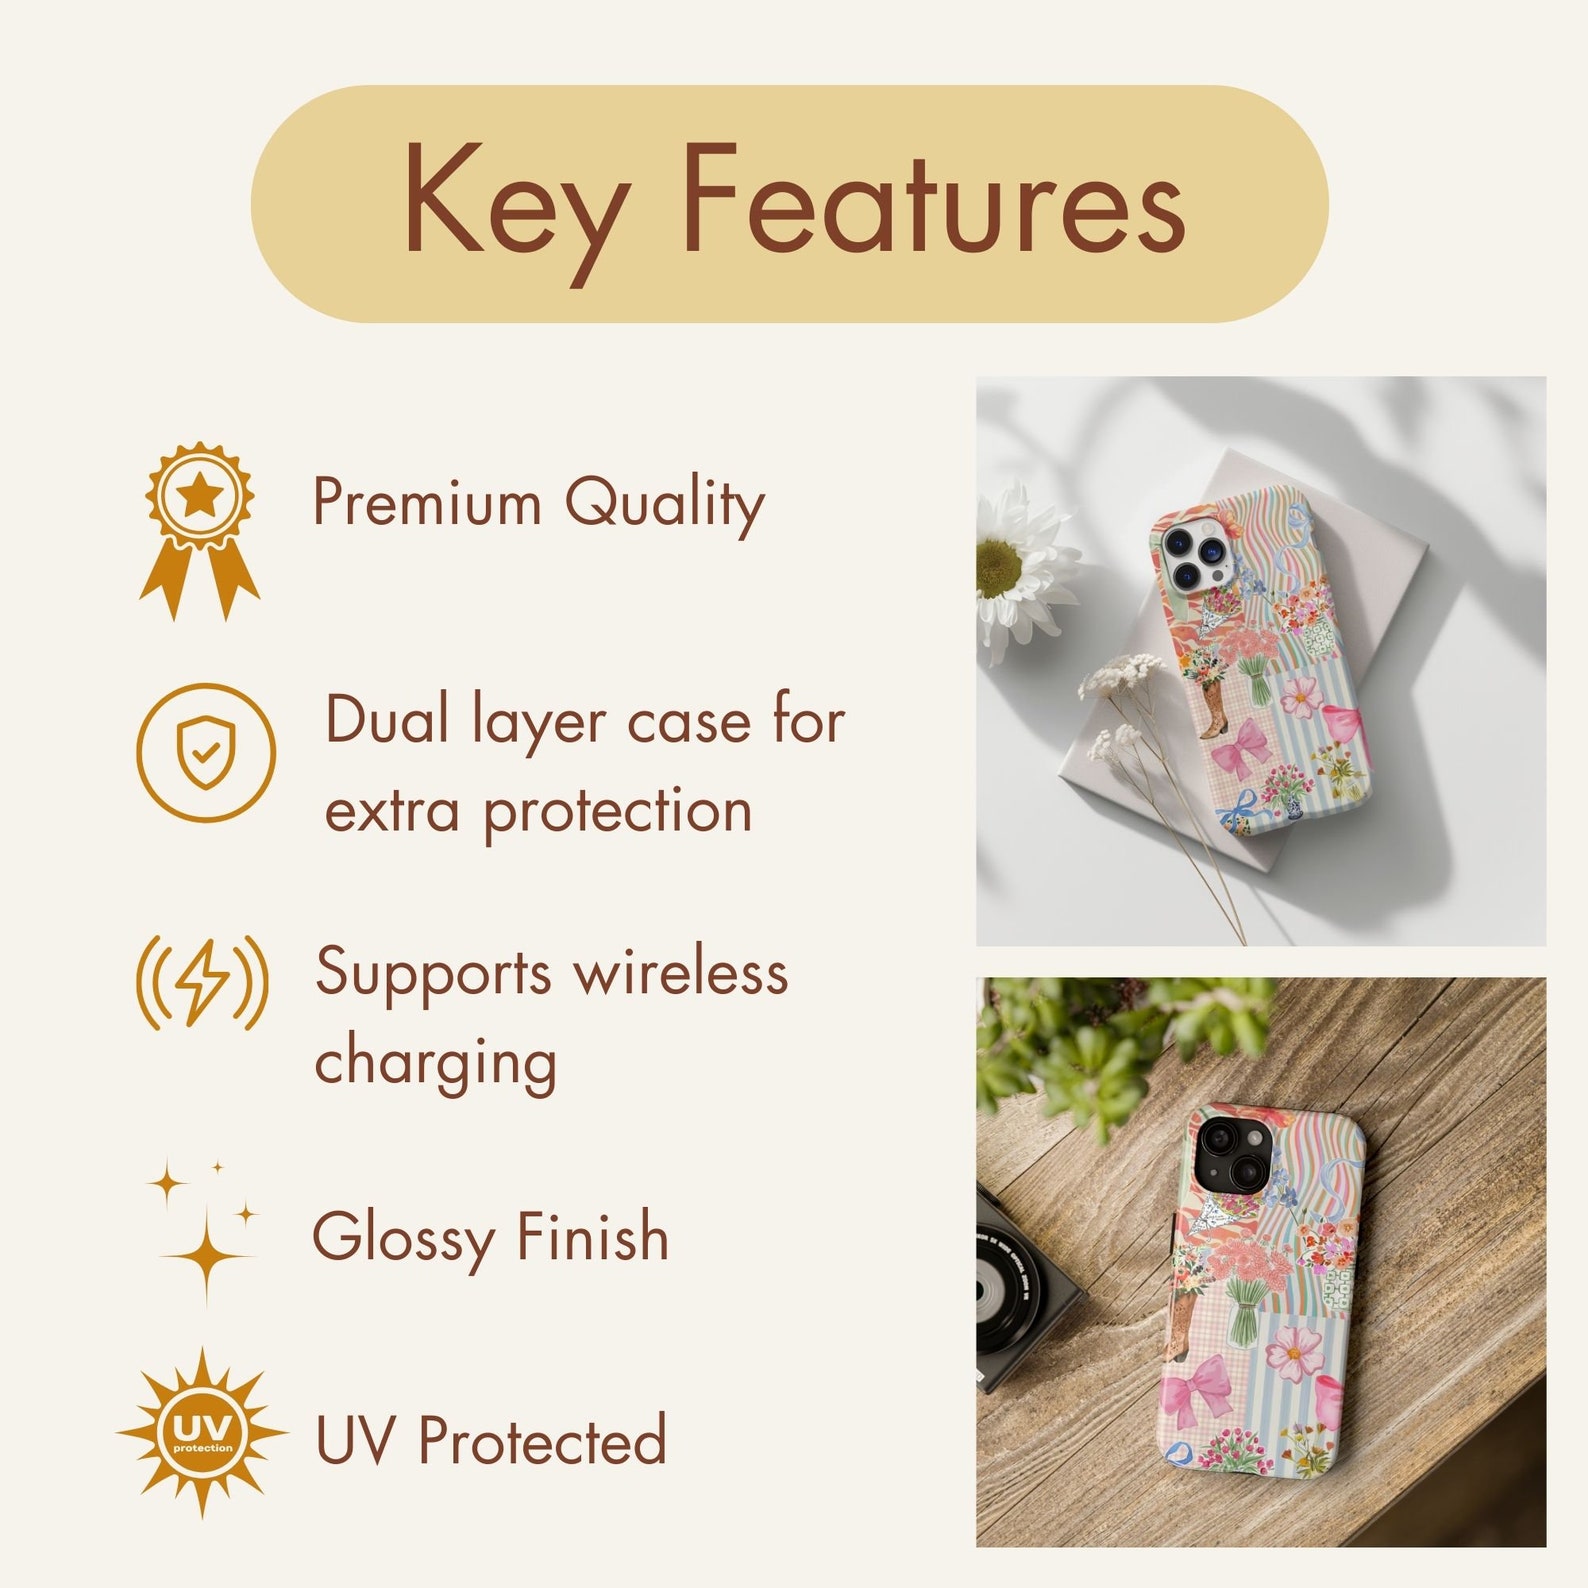 Key Features
Premium Quality
Dual layer case for
extra protection
Supports wireless
charging
Glossy Finish
UV
protection
UV Protected